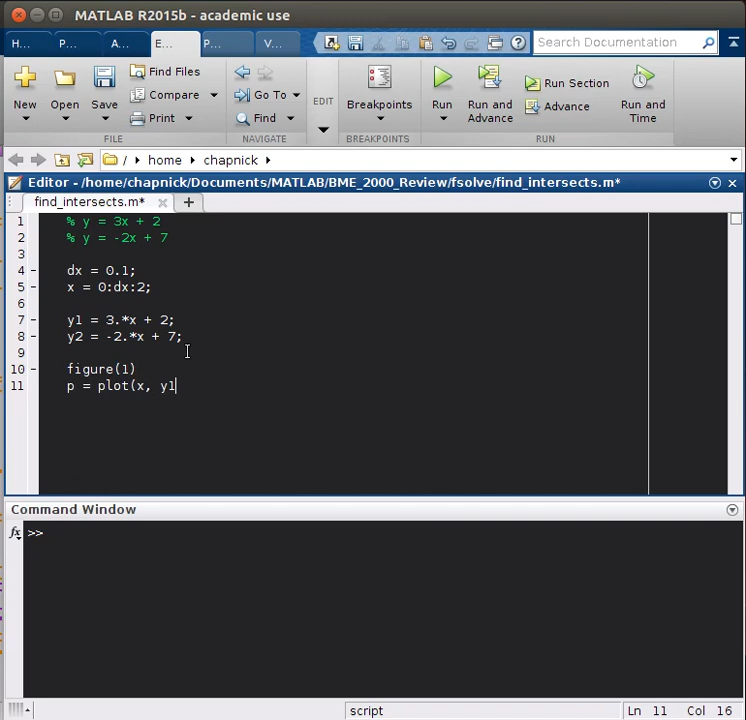 MATLAB R2015b - academic use
H... P... A... E... P... V... Search Documentation
New Open Save Find Files Compare Print Go To Find EDIT Breakpoints Run Run and Advance Run Section Advance Run and Time
FILE NAVIGATE BREAKPOINTS RUN
/ home chapnick
Editor - /home/chapnick/Documents/MATLAB/BME_2000_Review/fsolve/find_intersects.m*
find_intersects.m* × +
1 % y = 3x + 2
2 % y = -2x + 7
3
4 - dx = 0.1;
5 - x = 0:dx:2;
6
7 - y1 = 3.*x + 2;
8 - y2 = -2.*x + 7;
9
10 - figure(1)
11 p = plot(x, y1
Command Window
fx >>
script Ln 11 Col 16